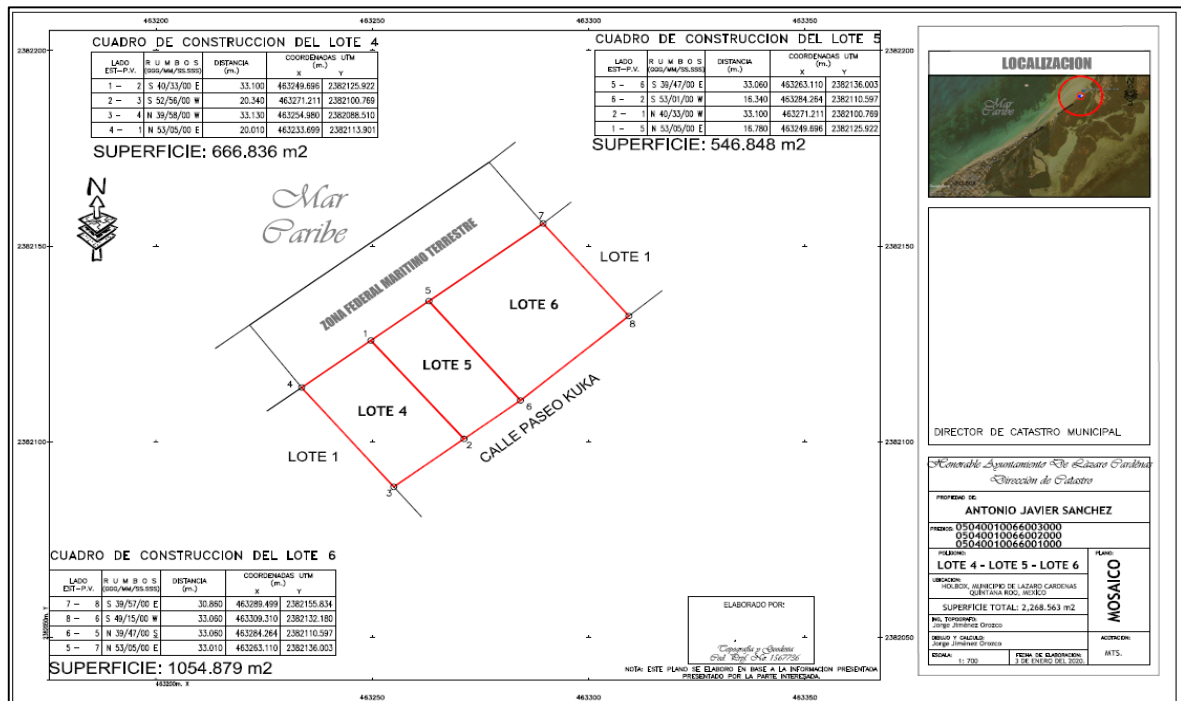 463200 463250 463300 463350
2382200
2382150
2382100
2382050m. Y
463200m. X
463250 463300 463350
2382200
2382150
2382100
2382050
CUADRO DE CONSTRUCCION DEL LOTE 4
LADO EST-P.V. R U M B O S (GGG/MM/SS.SSS) DISTANCIA (m.) COORDENADAS UTM (m.) X Y
1 - 2 S 40/33/00 E 33.100 463249.696 2382125.922
2 - 3 S 52/56/00 W 20.340 463271.211 2382100.769
3 - 4 N 39/58/00 W 33.130 463254.980 2382088.510
4 - 1 N 53/05/00 E 20.010 463233.699 2382113.901
SUPERFICIE: 666.836 m2
CUADRO DE CONSTRUCCION DEL LOTE 5
LADO EST-P.V. R U M B O S (GGG/MM/SS.SSS) DISTANCIA (m.) COORDENADAS UTM (m.) X Y
5 - 6 S 39/47/00 E 33.060 463263.110 2382136.003
6 - 2 S 53/01/00 W 16.340 463284.264 2382110.597
2 - 1 N 40/33/00 W 33.100 463271.211 2382100.769
1 - 5 N 53/05/00 E 16.780 463249.696 2382125.922
SUPERFICIE: 546.848 m2
N
Mar
Caribe
ZONA FEDERAL MARITIMO TERRESTRE
7
LOTE 1
5
LOTE 6
8
1
LOTE 5
4
LOTE 4
6
CALLE PASEO KUKA
2
LOTE 1
3
CUADRO DE CONSTRUCCION DEL LOTE 6
LADO EST-P.V. R U M B O S (GGG/MM/SS.SSS) DISTANCIA (m.) COORDENADAS UTM (m.) X Y
7 - 8 S 39/57/00 E 30.860 463289.499 2382155.834
8 - 6 S 49/15/00 W 33.060 463309.310 2382132.180
6 - 5 N 39/47/00 S 33.060 463284.264 2382110.597
5 - 7 N 53/05/00 E 33.010 463263.110 2382136.003
SUPERFICIE: 1054.879 m2
ELABORADO POR:
Topografía y Geodesia
Ced. Prof. No: 1567736
NOTA: ESTE PLANO SE ELABORO EN BASE A LA INFORMACION PRESENTADA
PRESENTADO POR LA PARTE INTERESADA.
LOCALIZACION
Mar
Caribe
DIRECTOR DE CATASTRO MUNICIPAL
Honorable Ayuntamiento De Lázaro Cardénas
Dirección de Catastro
PROPIEDAD DE:
ANTONIO JAVIER SANCHEZ
PREDIOS: 05040010066003000
05040010066002000
05040010066001000
POLÍGONO:
LOTE 4 - LOTE 5 - LOTE 6
PLANO:
MOSAICO
UBICACION:
HOLBOX, MUNICIPIO DE LAZARO CARDENAS
QUINTANA ROO, MEXICO
SUPERFICIE TOTAL: 2,268.563 m2
ING. TOPOGRAFO:
Jorge Jiménez Orozco
DIBUJO Y CALCULO:
Jorge Jiménez Orozco
ACOTACION:
MTS.
ESCALA:
1: 700
FECHA DE ELABORACION:
3 DE ENERO DEL 2020.